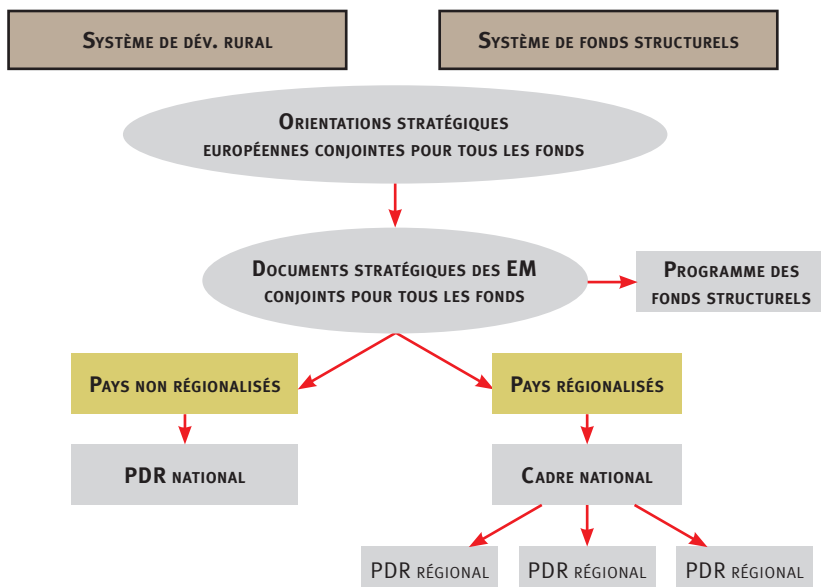 Système de dév. rural
Système de fonds structurels
Orientations stratégiques
européennes conjointes pour tous les fonds
Documents stratégiques des EM
conjoints pour tous les fonds
Programme des
fonds structurels
Pays non régionalisés
Pays régionalisés
PDR national
Cadre national
PDR régional
PDR régional
PDR régional